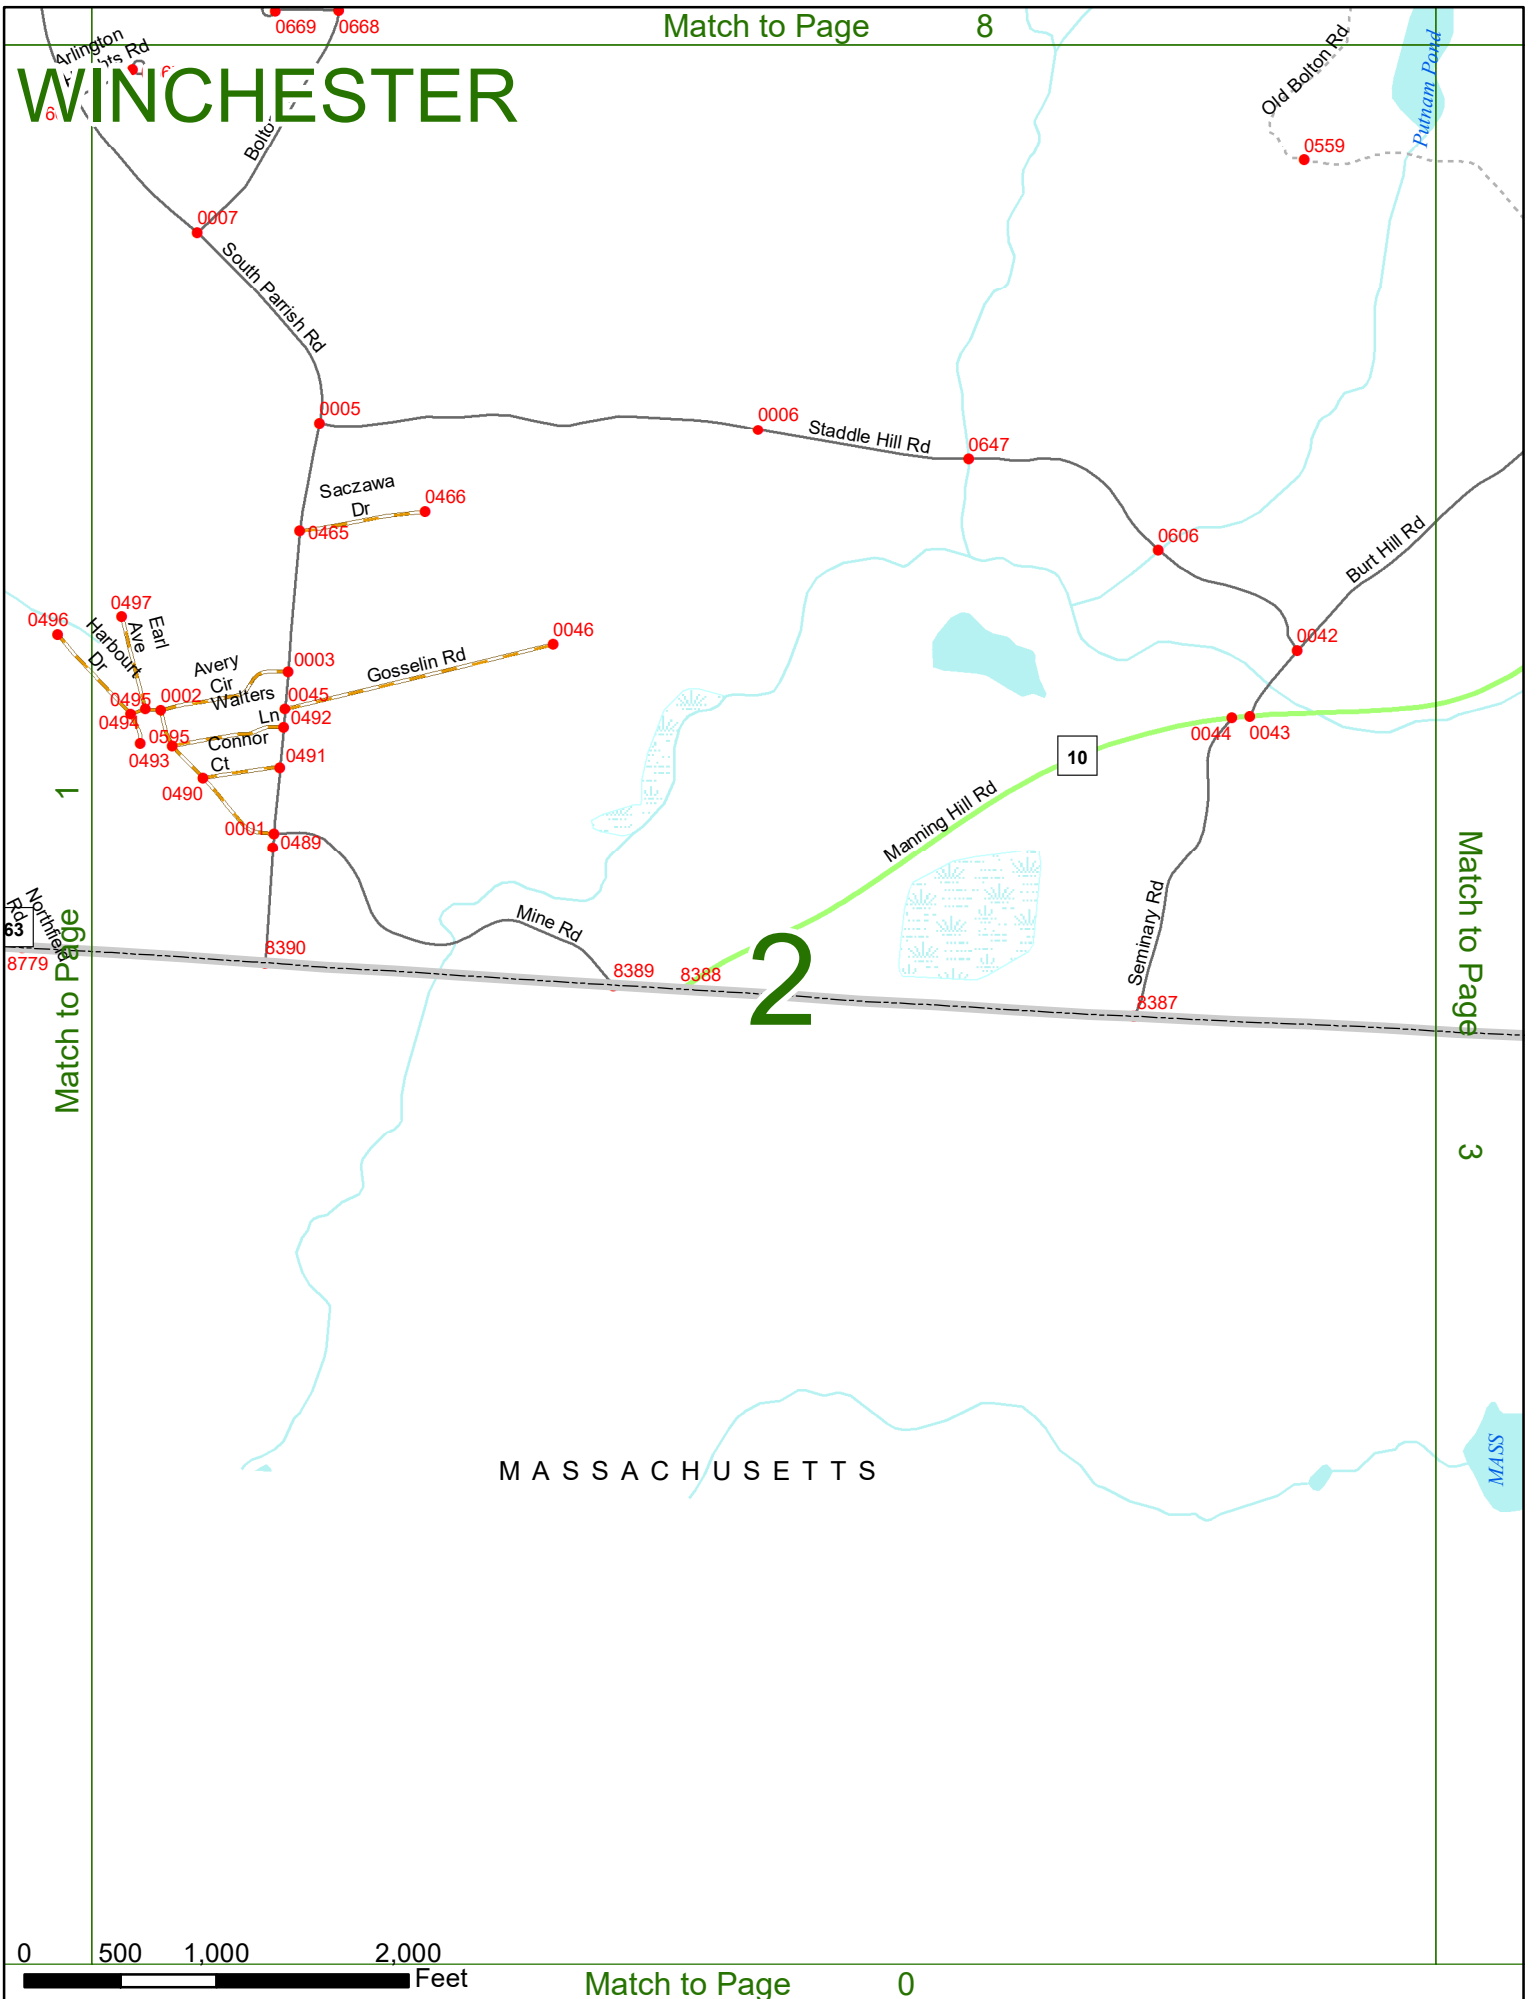 0669
0668
Match to Page 8
Arlington
Rd
WINCHESTER
Old Bolton Rd
Putnam Pond
0559
0007
South Parrish Rd
0005
0006
Staddle Hill Rd
0647
Saczawa
Dr
0466
0465
0606
Burt Hill Rd
0497
0496
Earl
Ave
Harbourt
Dr
0046
0042
0003
Gosselin Rd
Avery
Cir
0495
0002
Walters
Ln
0045
0494
0492
0044
0043
0595
Connor
Ct
0493
0491
10
0490
Manning Hill Rd
0001
0489
Match to Page 1
Match to Page 3
Northfield
Rd
63
Mine Rd
Seminary Rd
8779
8390
8389
8388
2
8387
MASSACHUSETTS
MASS
0 500 1,000 2,000
Feet
Match to Page 0